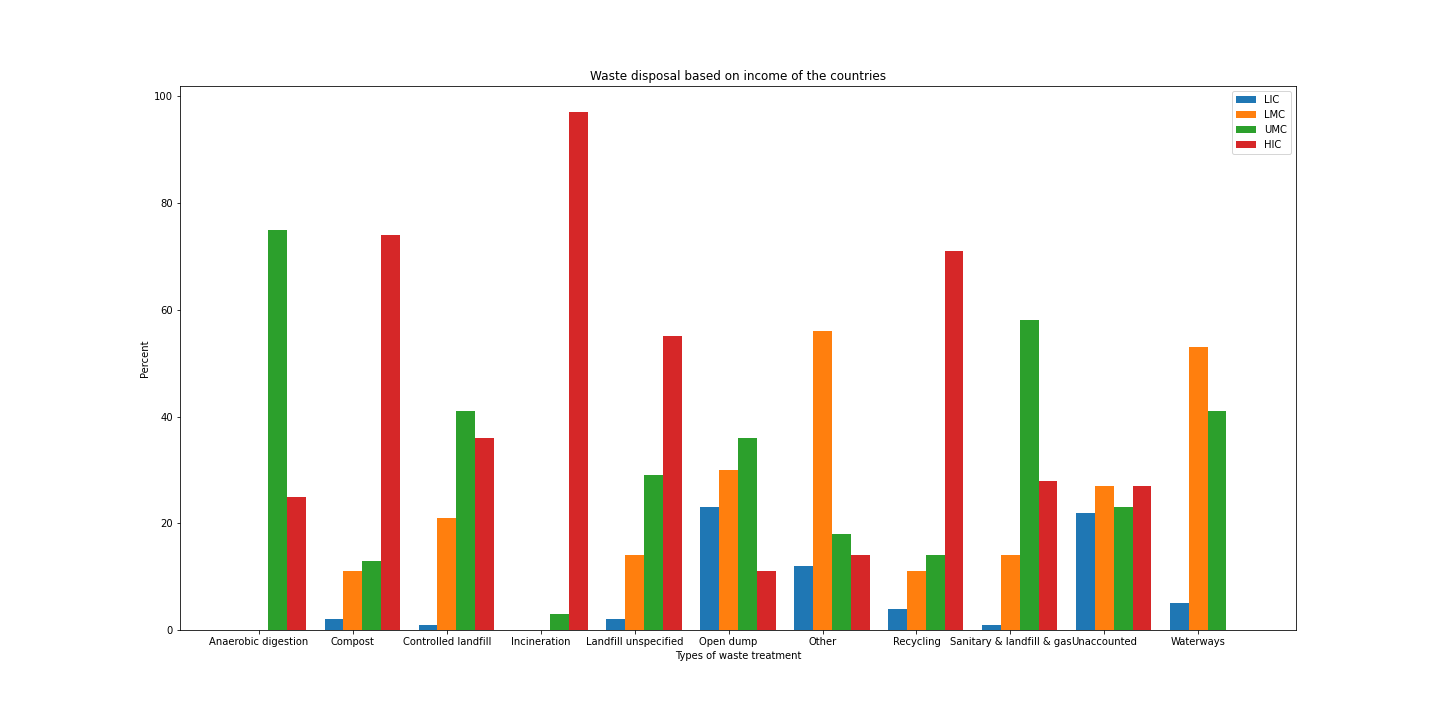 Waste disposal based on income of the countries
100
80
60
40
20
0
Percent
LIC
LMC
UMC
HIC
Anaerobic digestion Compost Controlled landfill Incineration Landfill unspecified Open dump Other Recycling Sanitary & landfill & gas Unaccounted Waterways
Types of waste treatment